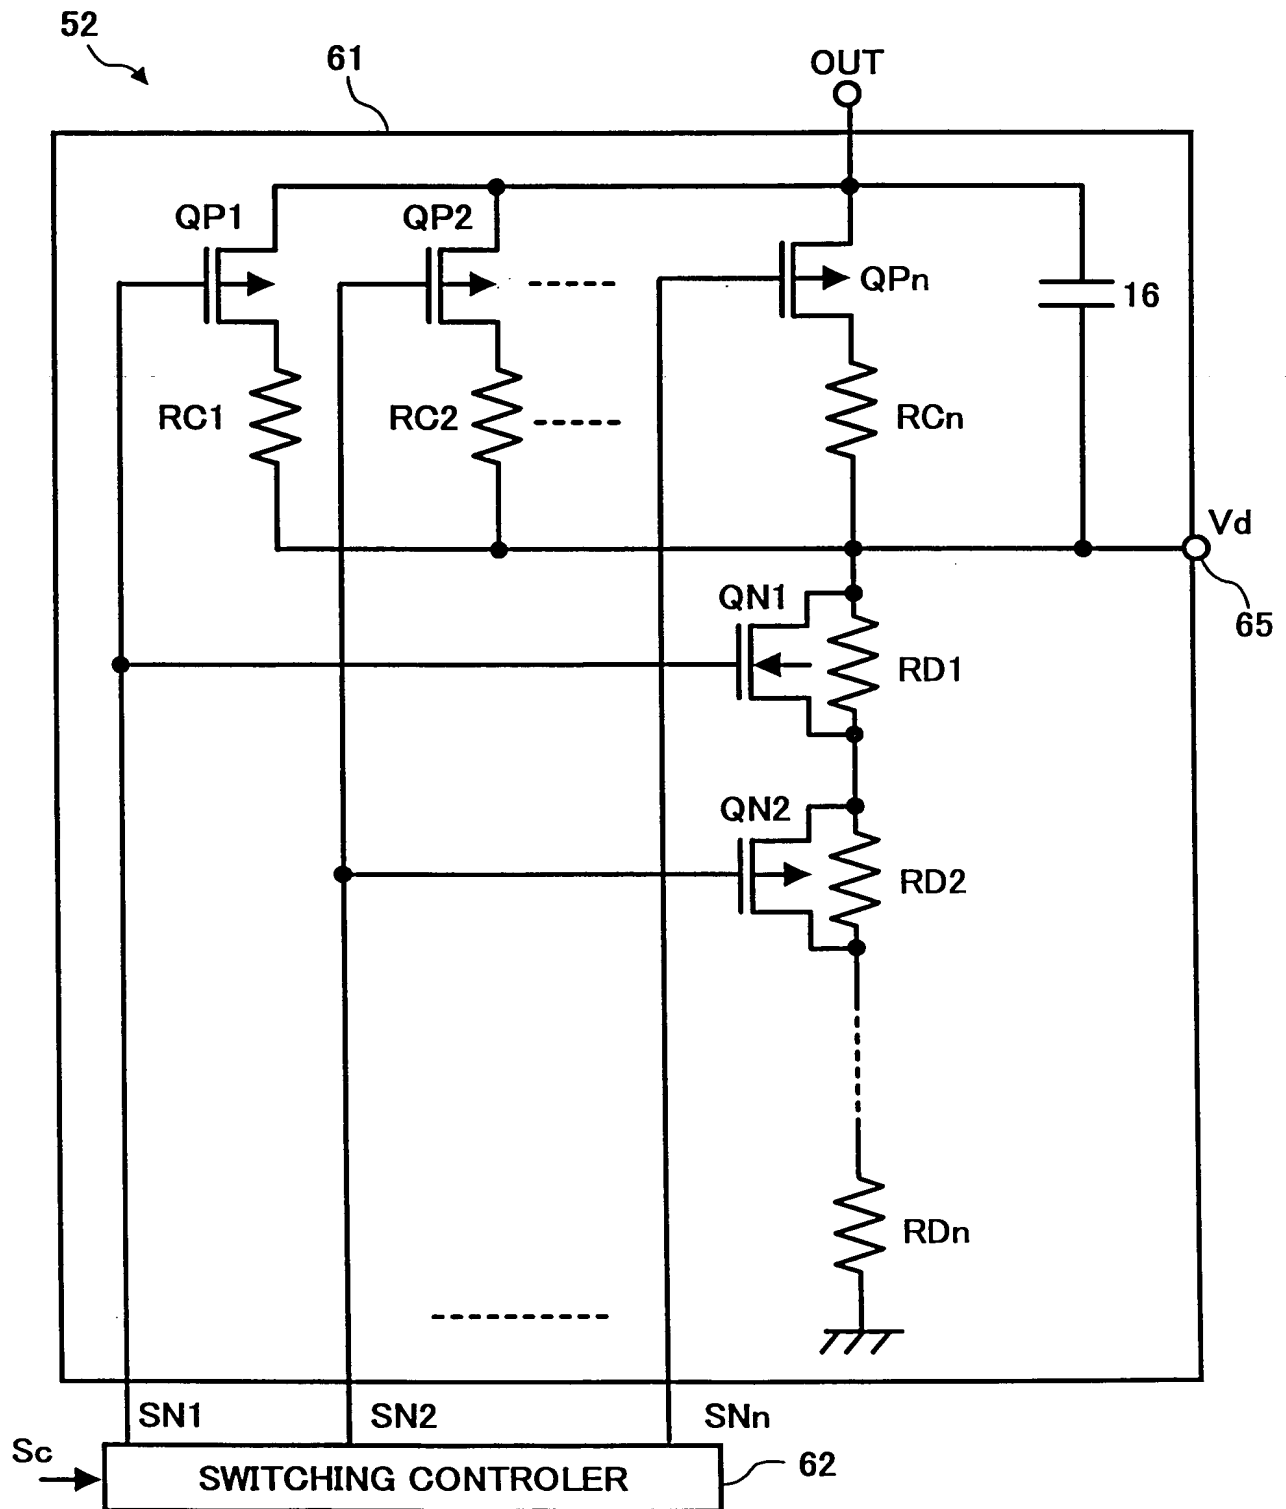 52
61
OUT
QP1
QP2
QPn
16
RC1
RC2
RCn
Vd
65
QN1
RD1
QN2
RD2
RDn
SN1
SN2
SNn
Sc
SWITCHING CONTROLER
62